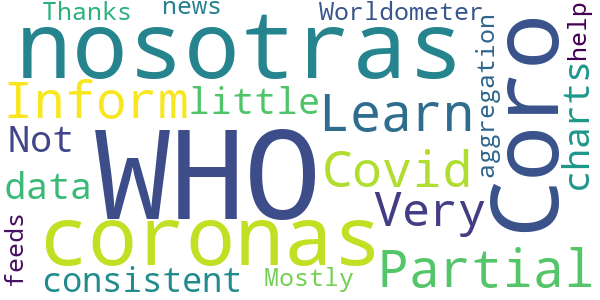 Thanks news Worldometer
nosotras
Inform little Learn
Not WHO Covid
data Very
coronas
feeds consistent Mostly Partial
aggregation Coro charts help